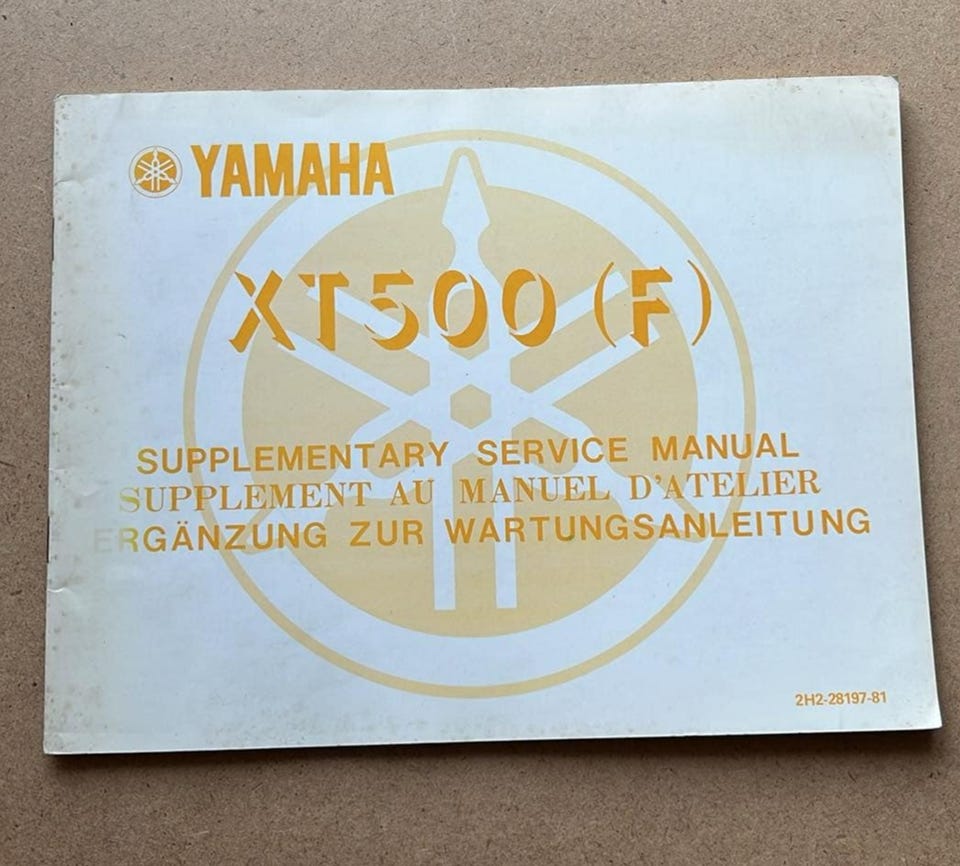 YAMAHA
XT500 (F)
SUPPLEMENTARY SERVICE MANUAL
SUPPLEMENT AU MANUEL D'ATELIER
ERGÄNZUNG ZUR WARTUNGSANLEITUNG
2H2-28197-81